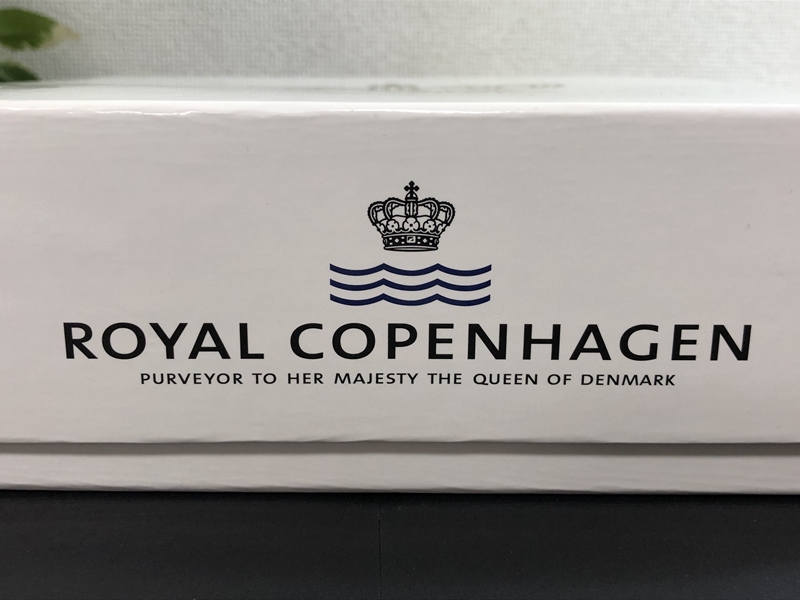 ROYAL COPENHAGEN
PURVEYOR TO HER MAJESTY THE QUEEN OF DENMARK